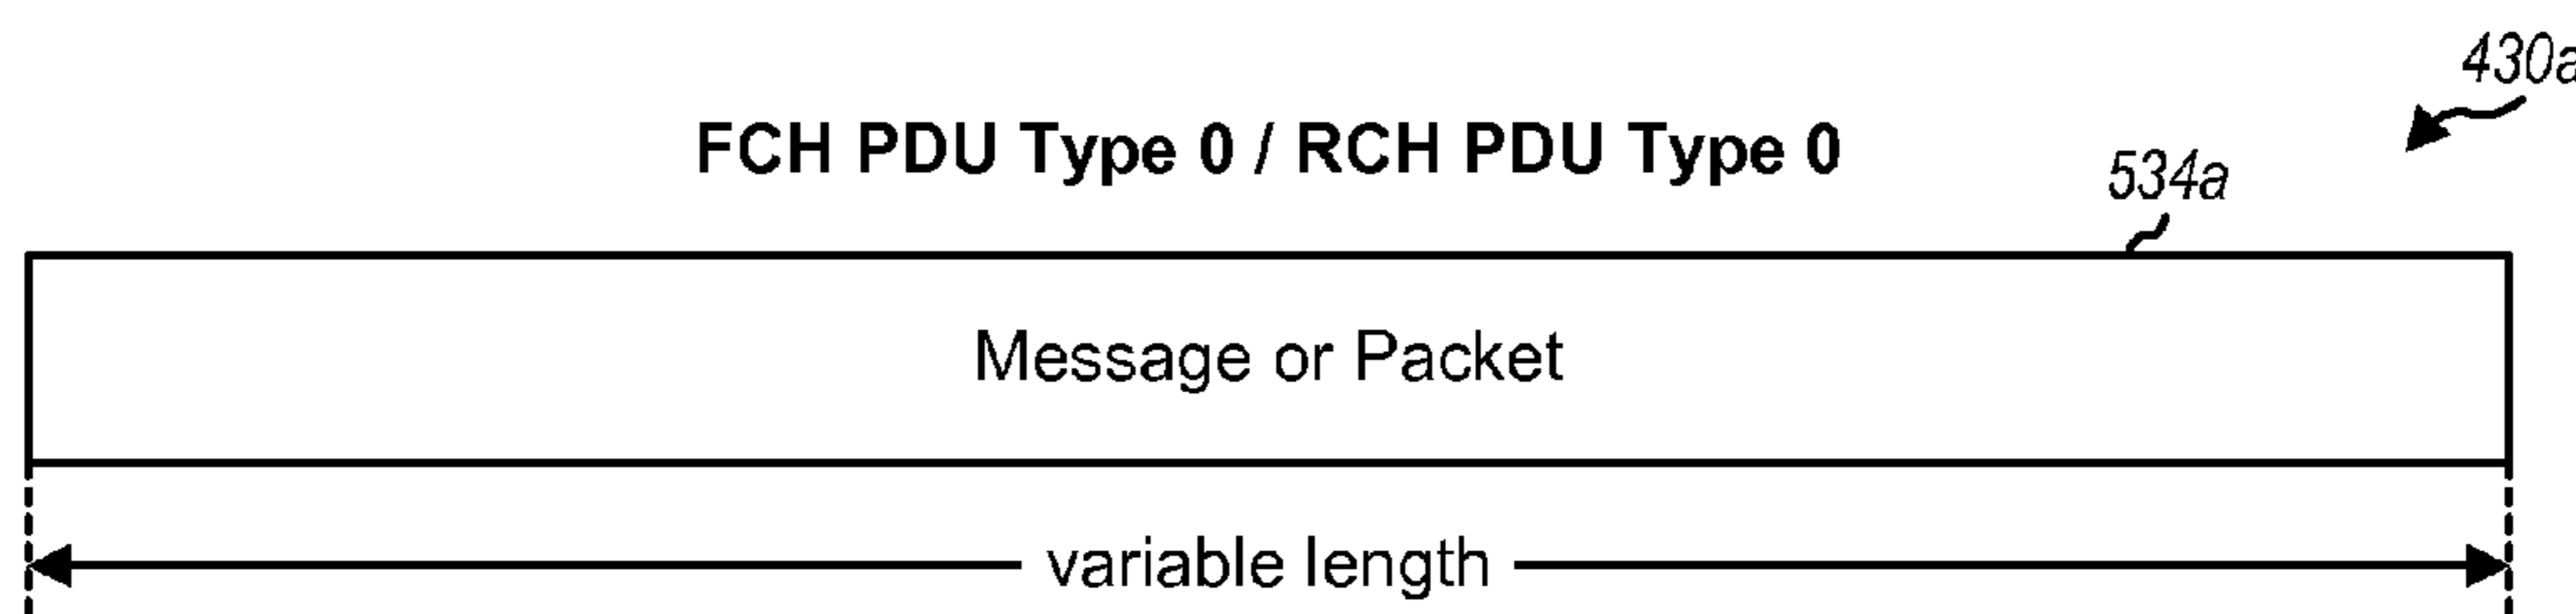 430a
FCH PDU Type 0 / RCH PDU Type 0
534a
Message or Packet
variable length